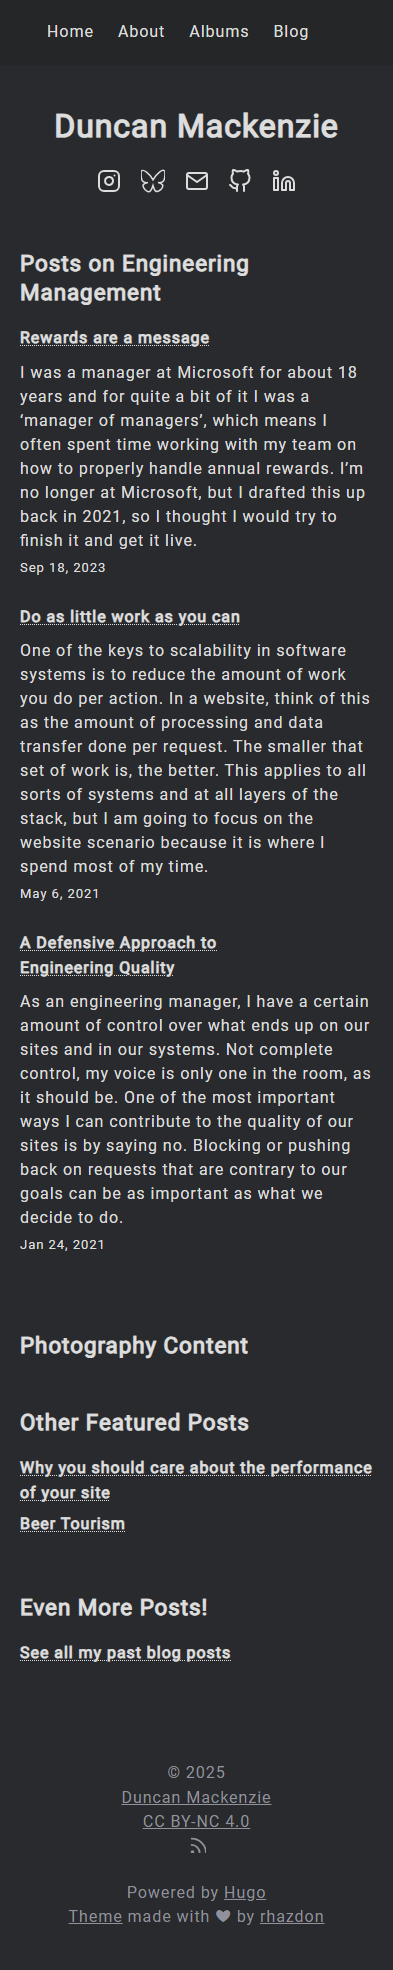 Home About Albums Blog
Duncan Mackenzie
Posts on Engineering
Management
Rewards are a message
I was a manager at Microsoft for about 18
years and for quite a bit of it I was a
‘manager of managers’, which means I
often spent time working with my team on
how to properly handle annual rewards. I’m
no longer at Microsoft, but I drafted this up
back in 2021, so I thought I would try to
finish it and get it live.
Sep 18, 2023
Do as little work as you can
One of the keys to scalability in software
systems is to reduce the amount of work
you do per action. In a website, think of this
as the amount of processing and data
transfer done per request. The smaller that
set of work is, the better. This applies to all
sorts of systems and at all layers of the
stack, but I am going to focus on the
website scenario because it is where I
spend most of my time.
May 6, 2021
A Defensive Approach to
Engineering Quality
As an engineering manager, I have a certain
amount of control over what ends up on our
sites and in our systems. Not complete
control, my voice is only one in the room, as
it should be. One of the most important
ways I can contribute to the quality of our
sites is by saying no. Blocking or pushing
back on requests that are contrary to our
goals can be as important as what we
decide to do.
Jan 24, 2021
Photography Content
Other Featured Posts
Why you should care about the performance
of your site
Beer Tourism
Even More Posts!
See all my past blog posts
© 2025
Duncan Mackenzie
CC BY-NC 4.0
Powered by Hugo
Theme made with ♥ by rhazdon